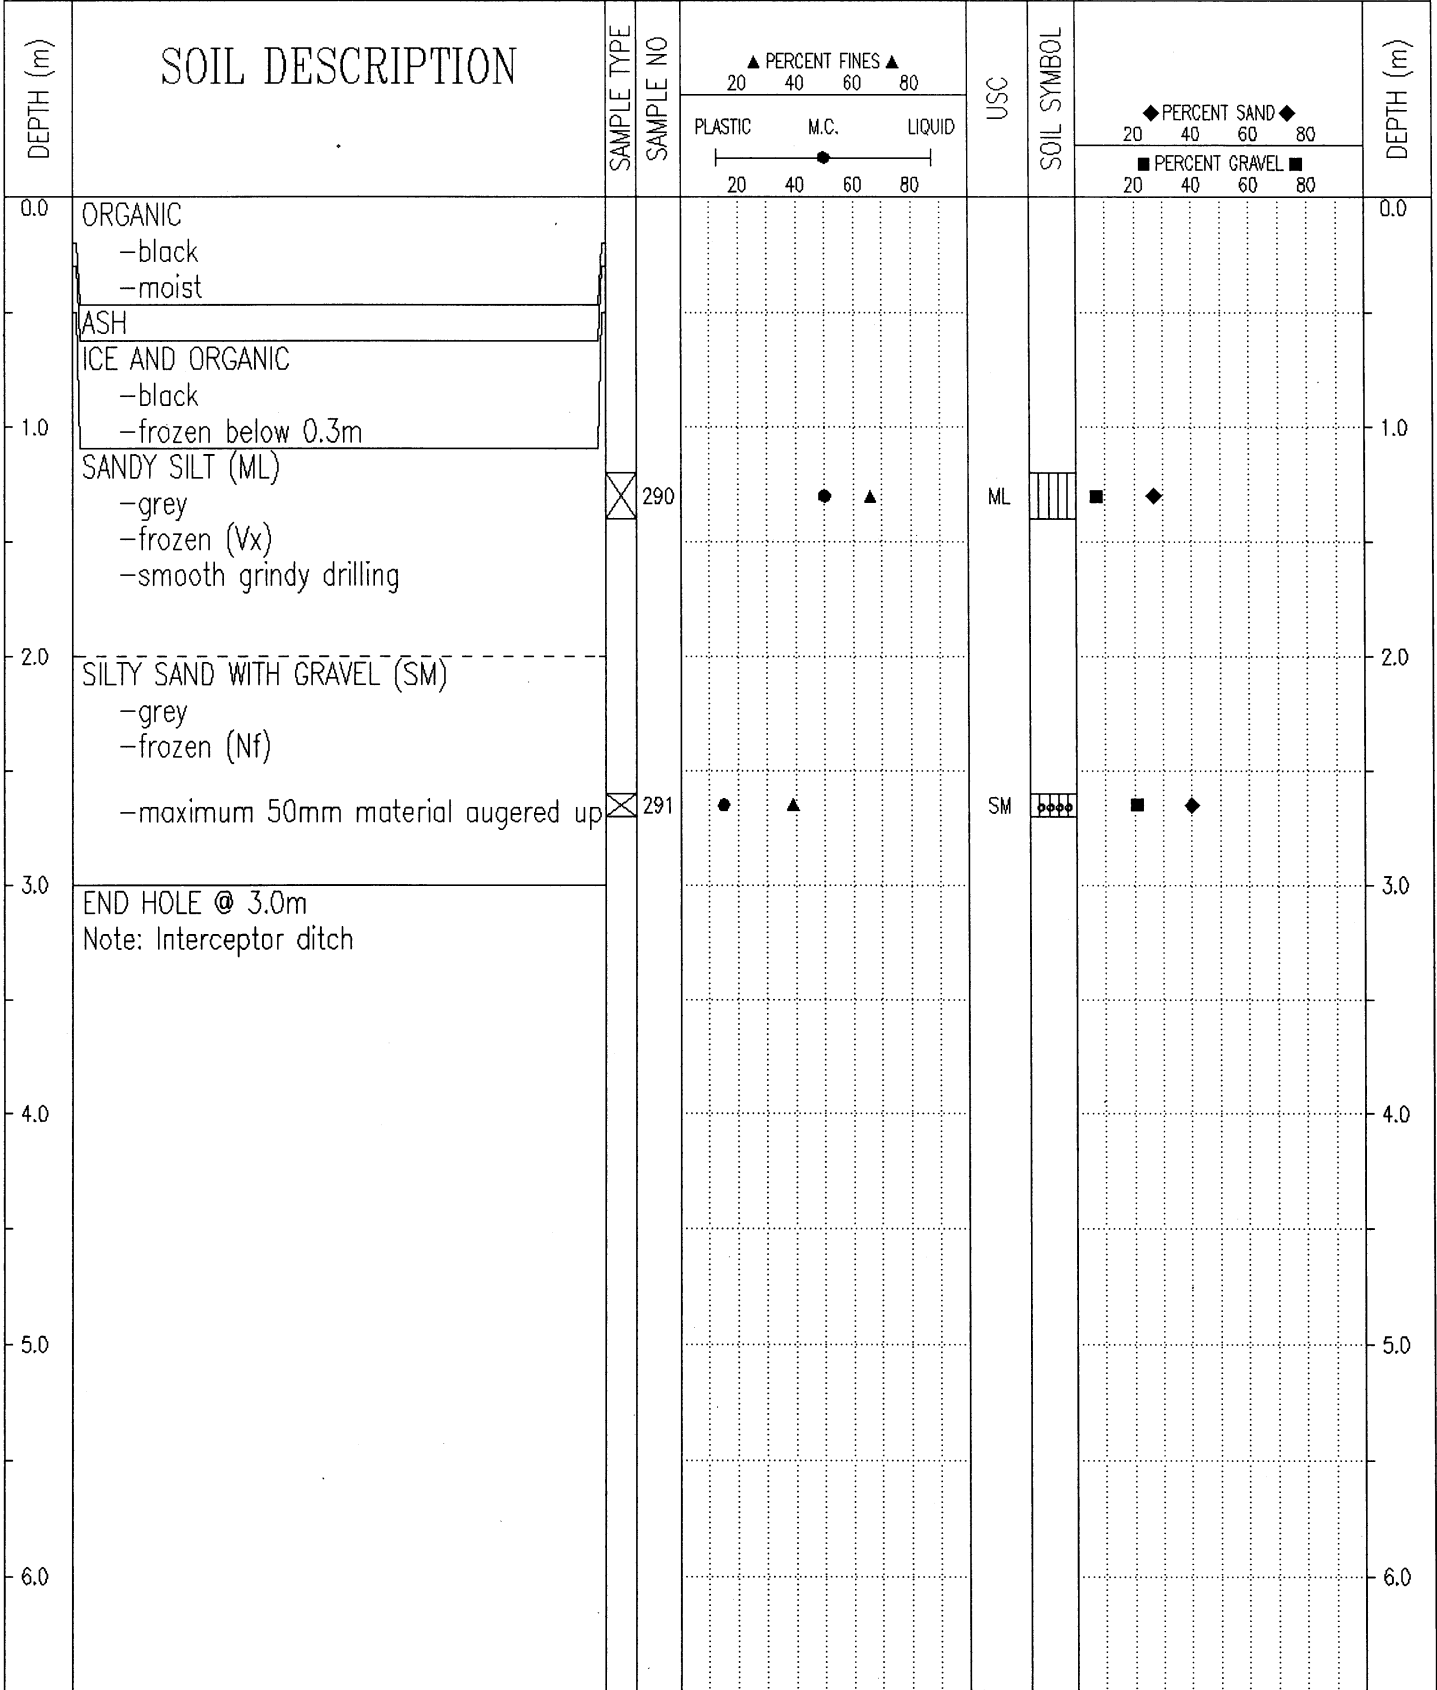 DEPTH (m)
SOIL DESCRIPTION
SAMPLE TYPE
SAMPLE NO
▲ PERCENT FINES ▲
20 40 60 80
PLASTIC M.C. LIQUID
20 40 60 80
USC
SOIL SYMBOL
◆ PERCENT SAND ◆
20 40 60 80
■ PERCENT GRAVEL ■
20 40 60 80
DEPTH (m)
0.0 0.0
ORGANIC
-black
-moist
ASH
ICE AND ORGANIC
-black
1.0 -frozen below 0.3m 1.0
SANDY SILT (ML)
-grey 290 ML
-frozen (Vx)
-smooth grindy drilling
2.0 2.0
SILTY SAND WITH GRAVEL (SM)
-grey
-frozen (Nf)
-maximum 50mm material augered up 291 SM
3.0 3.0
END HOLE @ 3.0m
Note: Interceptor ditch
4.0 4.0
5.0 5.0
6.0 6.0